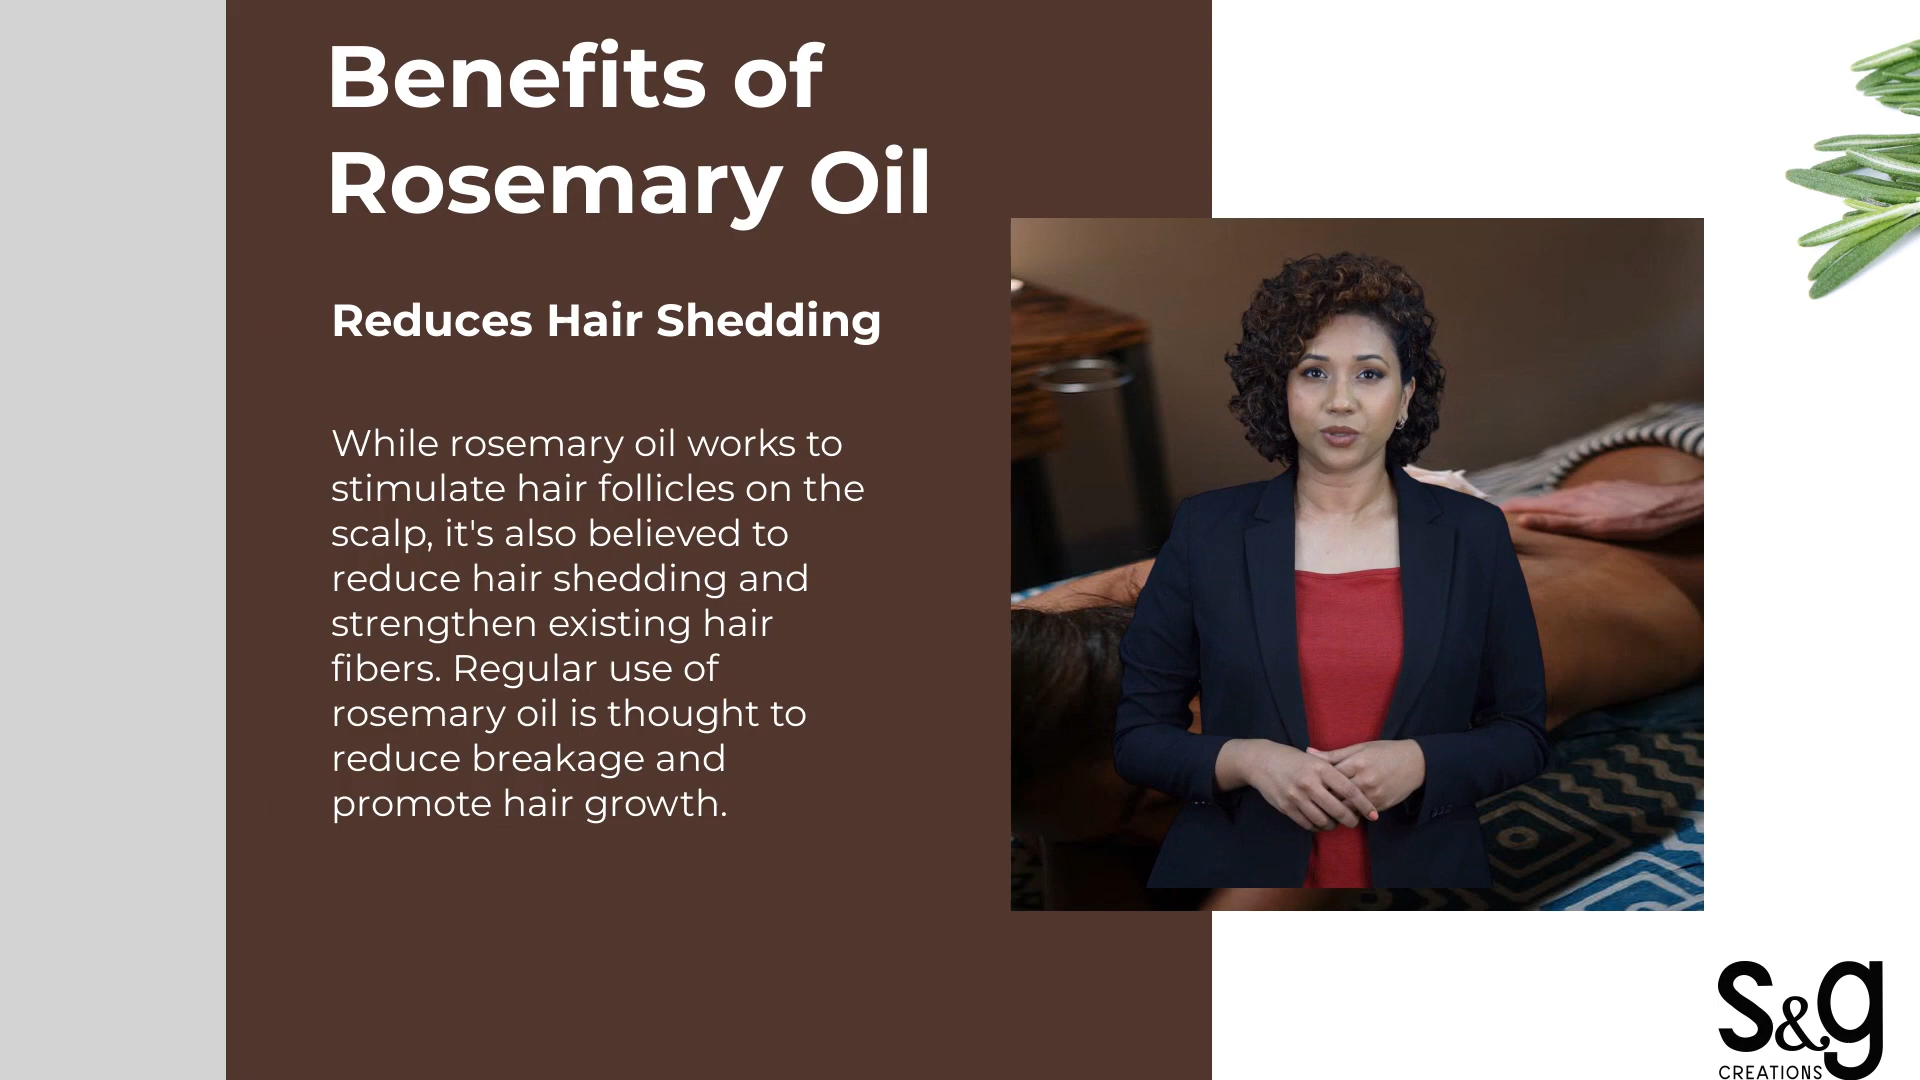 Benefits of
Rosemary Oil
Reduces Hair Shedding
While rosemary oil works to
stimulate hair follicles on the
scalp, it's also believed to
reduce hair shedding and
strengthen existing hair
fibers. Regular use of
rosemary oil is thought to
reduce breakage and
promote hair growth.
s&g
CREATIONS